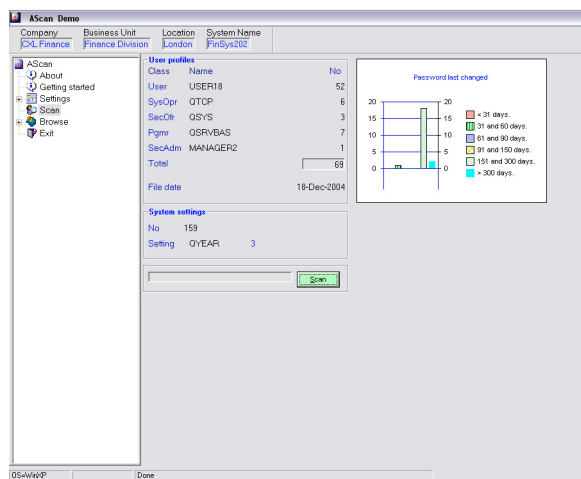 AScan Demo
Company Business Unit Location System Name
CXL Finance Finance Division London FinSys202
AScan
About
Getting started
Settings
Scan
Browse
Exit
User profiles
Class Name No
User USER18 52
SysOpr QTCP 6
SecOfr QSYS 3
Pgmr QSRVBAS 7
SecAdm MANAGER2 1
Total 69
File date 18-Dec-2004
System settings
No 159
Setting QYEAR 3
Scan
Password last changed
20 20
15 15
10 10
5 5
0 0
< 31 days.
31 and 60 days.
61 and 90 days.
91 and 150 days.
151 and 300 days.
> 300 days.
OS=WinXP Done